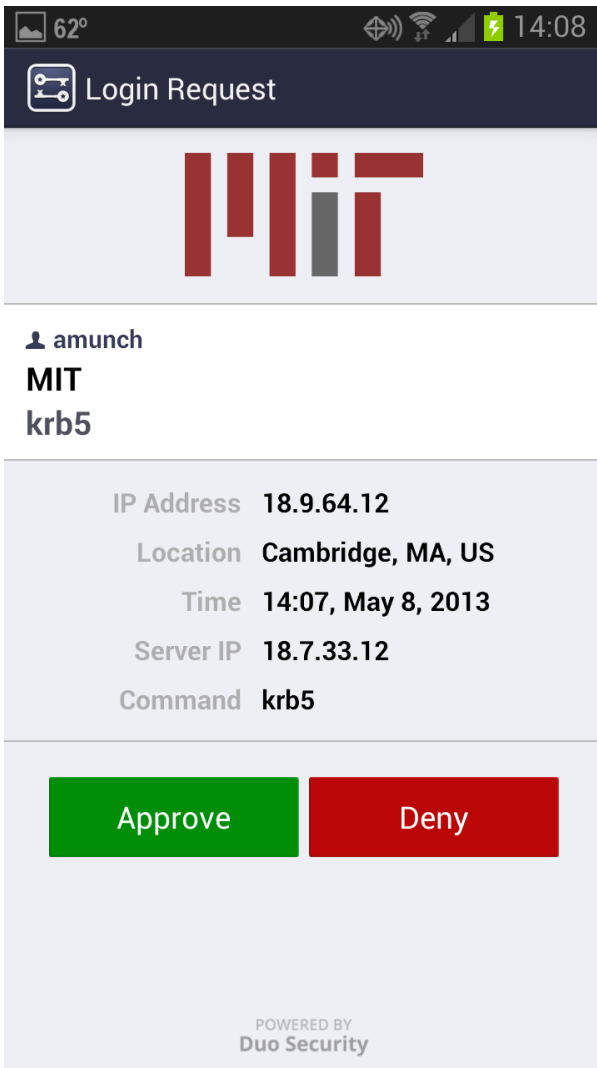 62° 14:08
Login Request
MIT
amunch
MIT
krb5
IP Address 18.9.64.12
Location Cambridge, MA, US
Time 14:07, May 8, 2013
Server IP 18.7.33.12
Command krb5
Approve Deny
POWERED BY
Duo Security